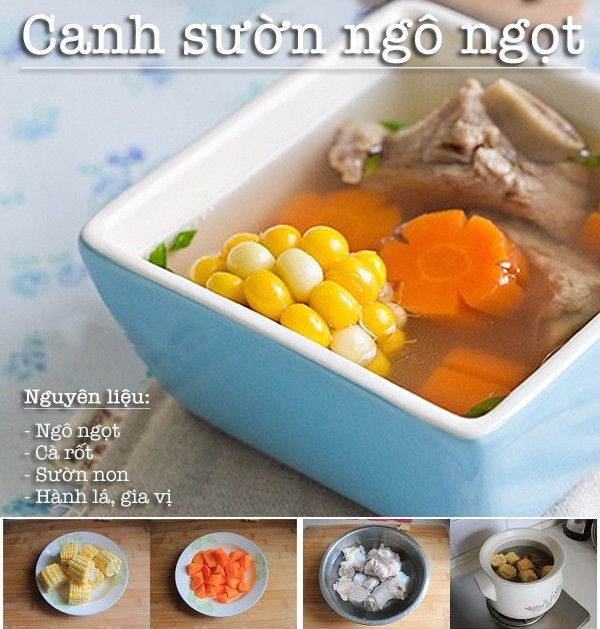 Canh sườn ngô ngọt
Nguyên liệu:
- Ngô ngọt
- Cà rốt
- Sườn non
- Hành lá, gia vị